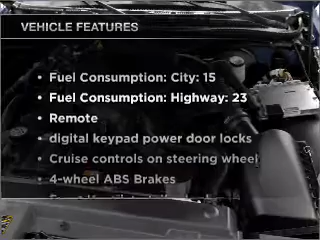 VEHICLE FEATURES
• Fuel Consumption: City: 15
• Fuel Consumption: Highway: 23
• Remote
• digital keypad power door locks
• Cruise controls on steering wheel
• 4-wheel ABS Brakes